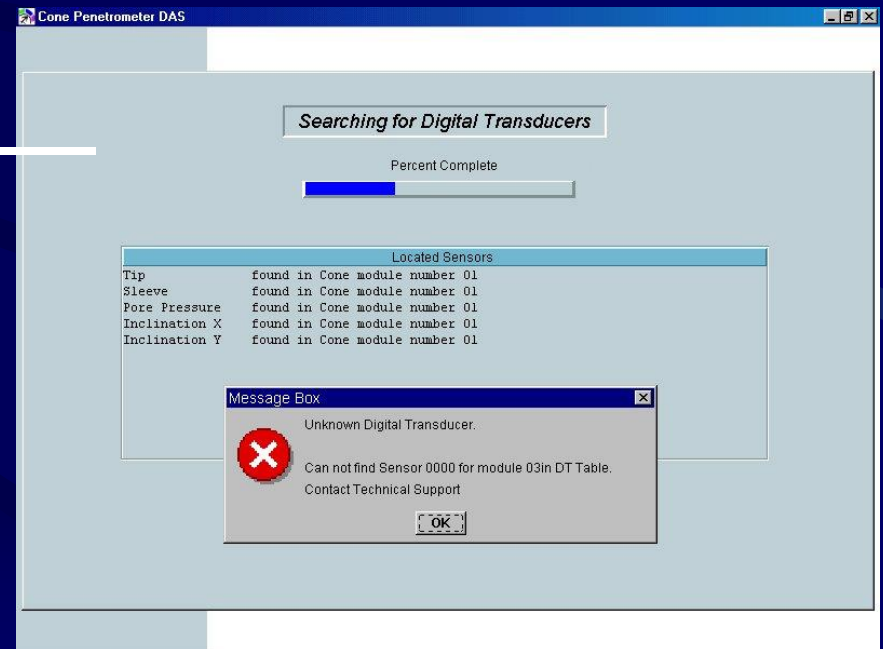 Cone Penetrometer DAS
Searching for Digital Transducers
Percent Complete
Located Sensors
Tip found in Cone module number 01
Sleeve found in Cone module number 01
Pore Pressure found in Cone module number 01
Inclination X found in Cone module number 01
Inclination Y found in Cone module number 01
Message Box
Unknown Digital Transducer.
Can not find Sensor 0000 for module 03in DT Table.
Contact Technical Support
OK